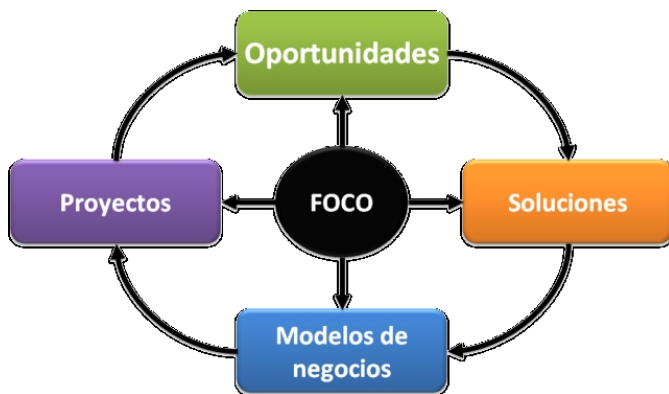 Oportunidades
Proyectos
FOCO
Soluciones
Modelos de
negocios